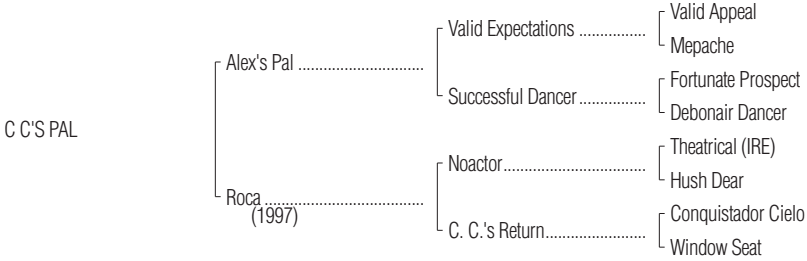 Valid Appeal
Valid Expectations ................
Mepache
Alex's Pal ..............................
Fortunate Prospect
Successful Dancer ................
Debonair Dancer
C C'S PAL
Theatrical (IRE)
Noactor..................................
Hush Dear
Roca ......................................
(1997)
Conquistador Cielo
C. C.'s Return........................
Window Seat